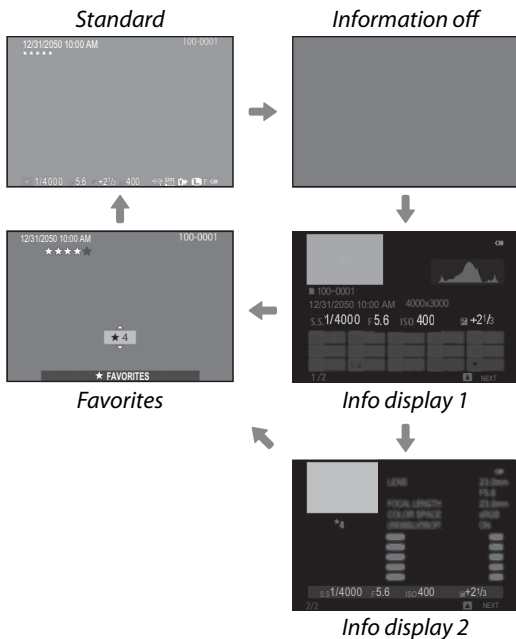 Standard
Information off
12/31/2050 10:00 AM 100-0001
★★★★★
1/4000 5.6 +2 1/3 400 F
12/31/2050 10:00 AM 100-0001
★★★★★
★ 4
★ FAVORITES
Favorites
100-0001
12/31/2050 10:00 AM 4000x3000
S.S. 1/4000 F 5.6 ISO 400 +2 1/3
1/2 NEXT
Info display 1
LENS 23.0mm
F5.6
FOCAL LENGTH 23.0mm
COLOR SPACE sRGB
ON
*4
S.S 1/4000 F 5.6 ISO 400 +2 1/3
2/2 NEXT
Info display 2